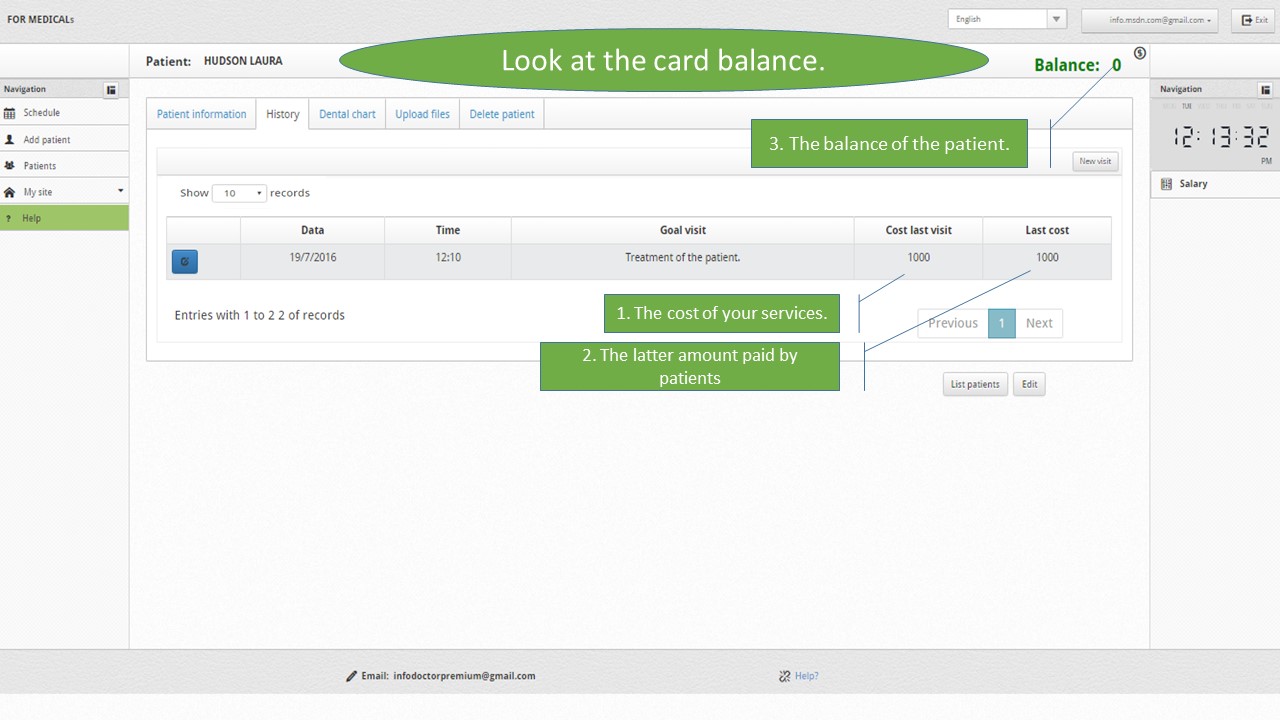 FOR MEDICALs
English
info.msdn.com@gmail.com
Exit
Patient: HUDSON LAURA
Look at the card balance.
Balance: 0
Navigation
Schedule
Add patient
Patients
My site
? Help
Patient information
History
Dental chart
Upload files
Delete patient
3. The balance of the patient.
New visit
Show 10 records
Data Time Goal visit Cost last visit Last cost
19/7/2016 12:10 Treatment of the patient. 1000 1000
1. The cost of your services.
Entries with 1 to 2 2 of records
Previous 1 Next
2. The latter amount paid by
patients
List patients
Edit
Navigation
TUE
12:13:32
PM
Salary
Email: infodoctorpremium@gmail.com
Help?